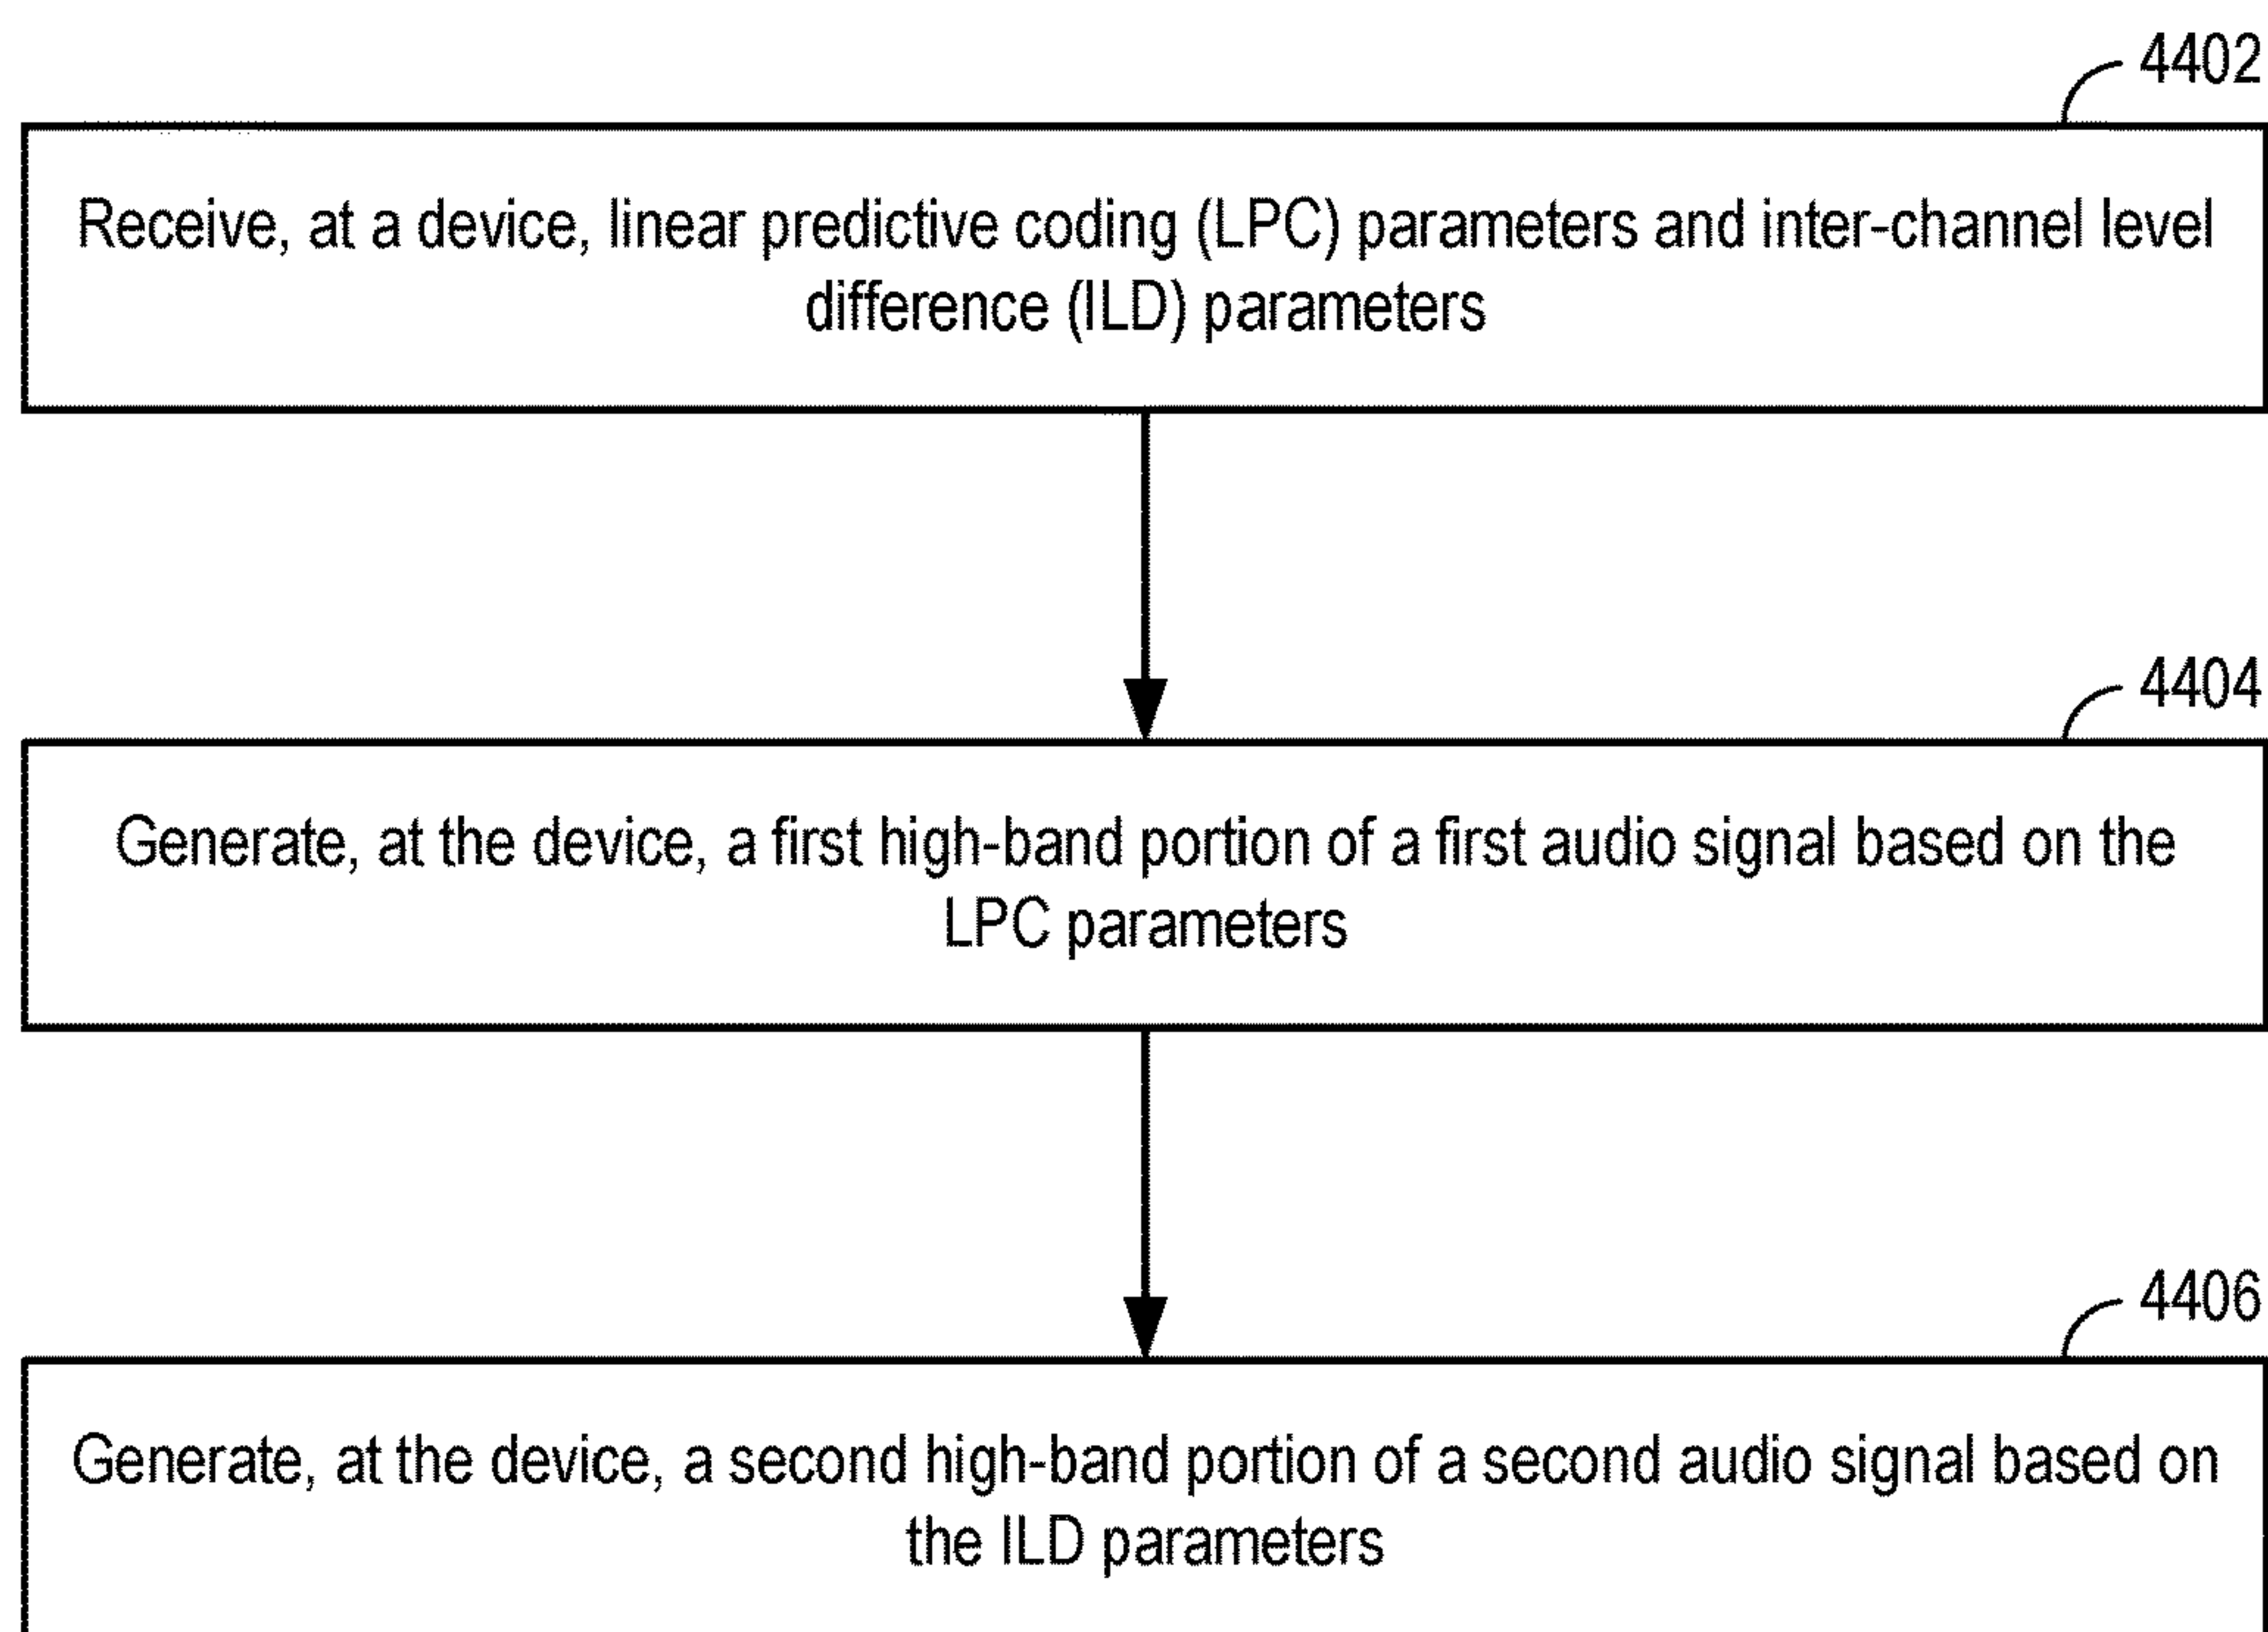 4402
Receive, at a device, linear predictive coding (LPC) parameters and inter-channel level
difference (ILD) parameters
4404
Generate, at the device, a first high-band portion of a first audio signal based on the
LPC parameters
4406
Generate, at the device, a second high-band portion of a second audio signal based on
the ILD parameters